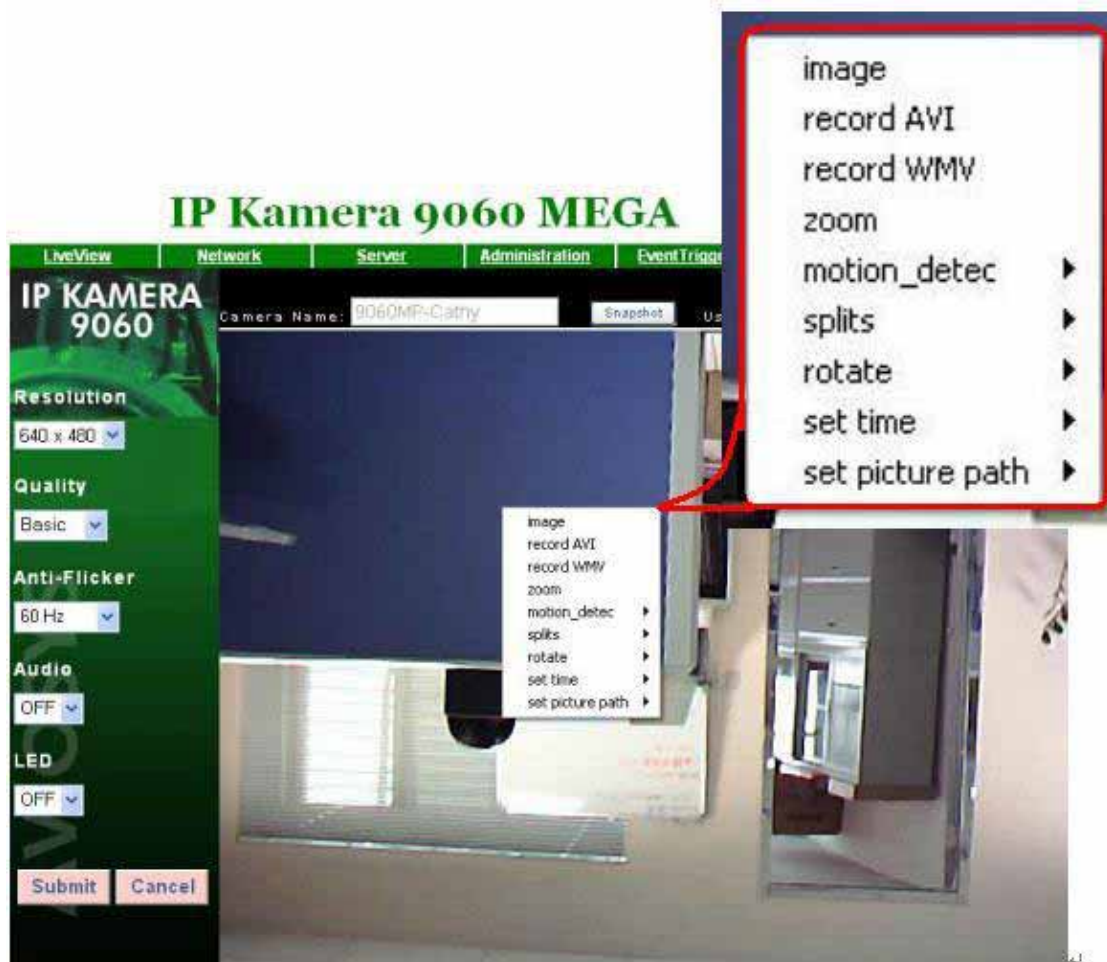 image
record AVI
record WMV
zoom
motion_detec
splits
rotate
set time
set picture path
IP Kamera 9060 MEGA
LiveView Network Server Administration EventTrigge
IP KAMERA
9060
Camera Name: 9060MP-Cathy Snapshot Us
Resolution
640 x 480
Quality
Basic
Anti-Flicker
60 Hz
Audio
OFF
LED
OFF
Submit Cancel
image
record AVI
record WMV
zoom
motion_detec
splits
rotate
set time
set picture path